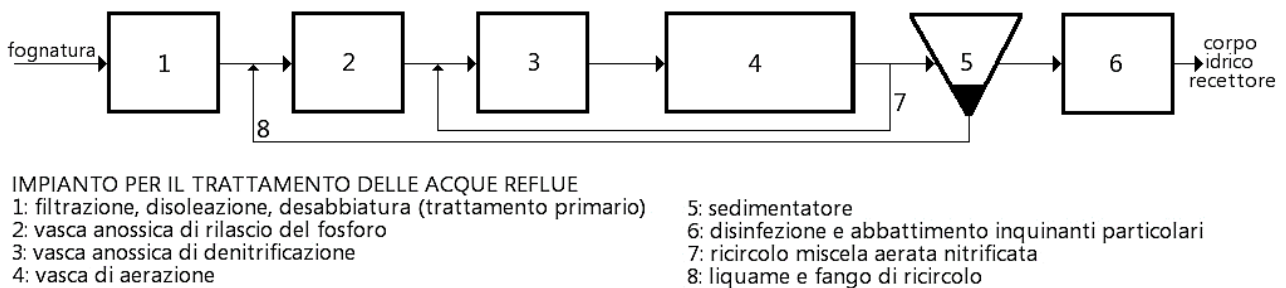 fognatura
1
2
3
4
5
6
corpo
idrico
recettore
7
8
IMPIANTO PER IL TRATTAMENTO DELLE ACQUE REFLUE
1: filtrazione, disoleazione, desabbiatura (trattamento primario)
2: vasca anossica di rilascio del fosforo
3: vasca anossica di denitrificazione
4: vasca di aerazione
5: sedimentatore
6: disinfezione e abbattimento inquinanti particolari
7: ricircolo miscela aerata nitrificata
8: liquame e fango di ricircolo